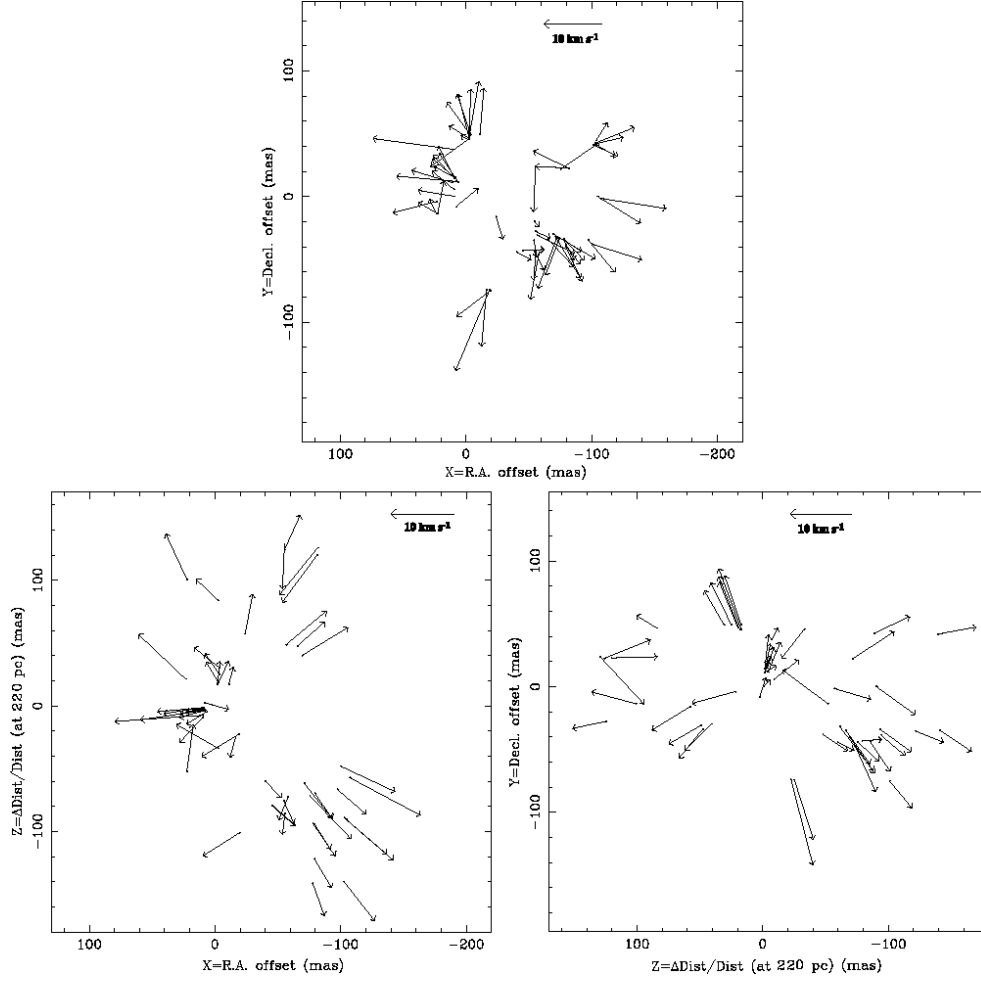 10 km s⁻¹
100
0
-100
Y=Decl. offset (mas)
100 0 -100 -200
X=R.A. offset (mas)
10 km s⁻¹
100
0
-100
Z=ΔDist/Dist (at 220 pc) (mas)
100 0 -100 -200
X=R.A. offset (mas)
10 km s⁻¹
100
0
-100
Y=Decl. offset (mas)
100 0 -100
Z=ΔDist/Dist (at 220 pc) (mas)